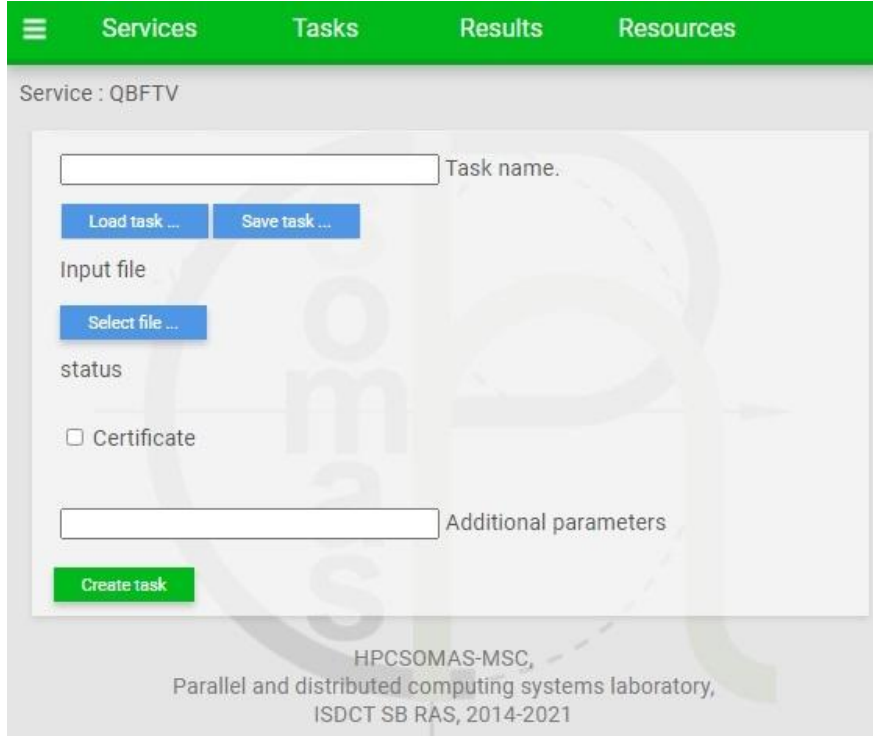 Services Tasks Results Resources
Service : QBFTV
Task name.
Load task ... Save task ...
Input file
Select file ...
status
Certificate
Additional parameters
Create task
somas
HPCSOMAS-MSC,
Parallel and distributed computing systems laboratory,
ISDCT SB RAS, 2014-2021